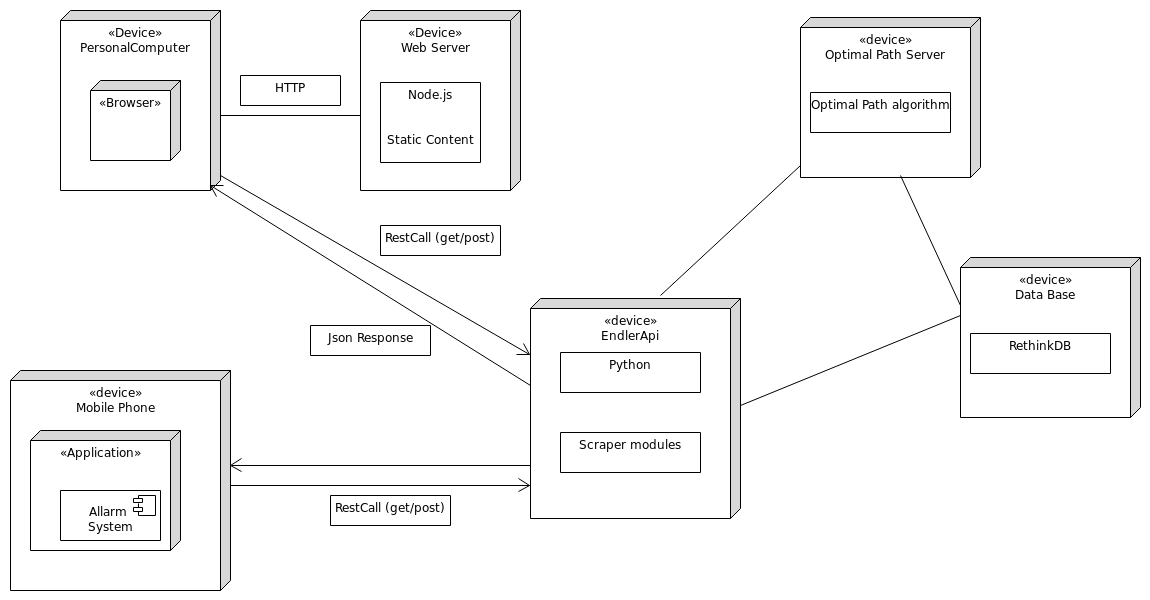 «Device»
PersonalComputer
«Browser»
HTTP
«Device»
Web Server
Node.js
Static Content
«device»
Optimal Path Server
Optimal Path algorithm
RestCall (get/post)
Json Response
«device»
EndlerApi
Python
Scraper modules
«device»
Data Base
RethinkDB
«device»
Mobile Phone
«Application»
Allarm
System
RestCall (get/post)